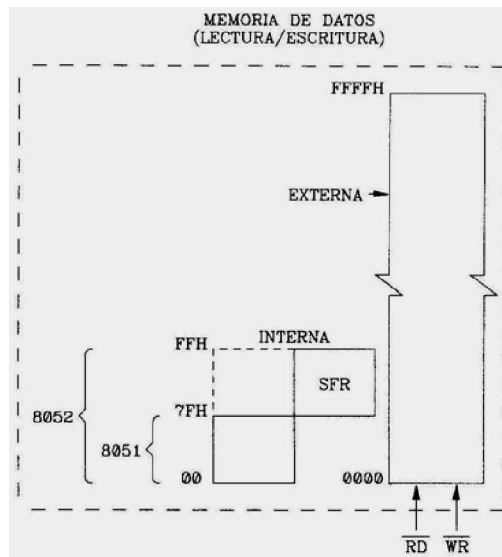 MEMORIA DE DATOS
(LECTURA/ESCRITURA)
FFFFH
EXTERNA
FFH
INTERNA
SFR
8052
7FH
8051
00
0000
RD
WR